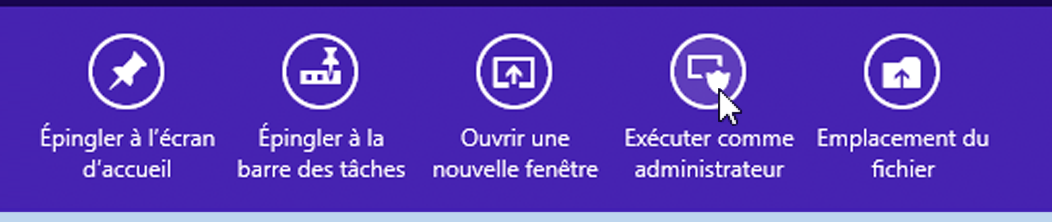 Épingler à l'écran
d'accueil
Épingler à la
barre des tâches
Ouvrir une
nouvelle fenêtre
Exécuter comme
administrateur
Emplacement du
fichier